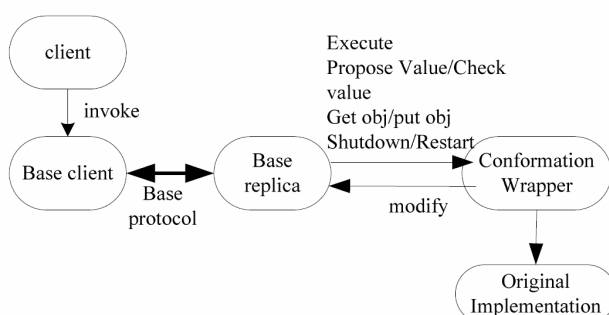 client
invoke
Base client
Base
protocol
Base
replica
Execute
Propose Value/Check
value
Get obj/put obj
Shutdown/Restart
modify
Conformation
Wrapper
Original
Implementation